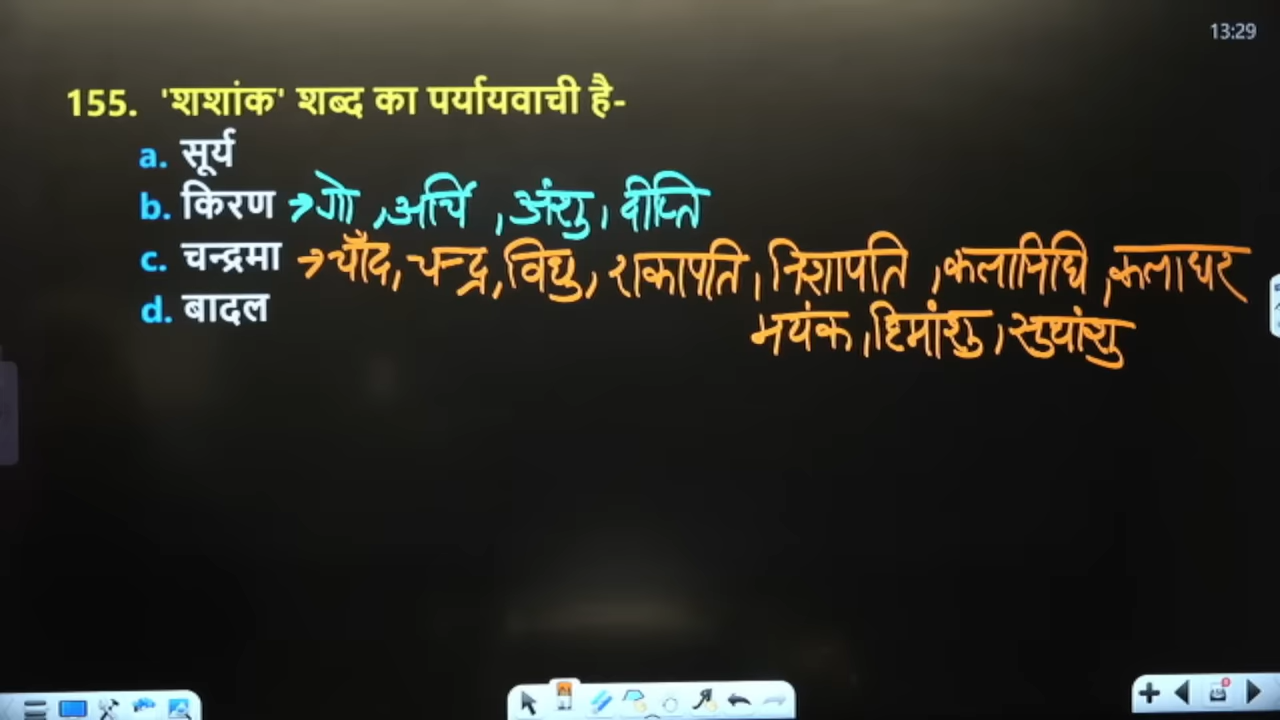 13:29
155. 'शशांक' शब्द का पर्यायवाची है-
a. सूर्य
b. किरण → गो, अर्चि, अंशु, दीप्ति
c. चन्द्रमा → चाँद, चन्द्र, विधु, राकापति, निशापति, कलानिधि, कलाधर
मयंक, हिमांशु, सुधांशु
d. बादल